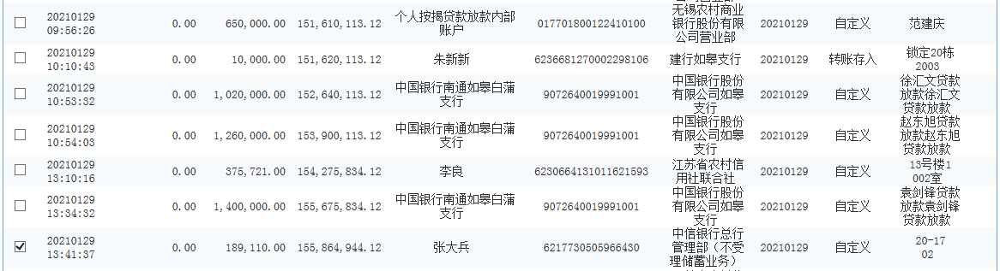 20210129
09:56:26
0.00
650,000.00
151,610,113.12
个人按揭贷款放款内部
账户
017701800122410100
无锡农村商业
银行股份有限
公司营业部
20210129
自定义
范建庆
20210129
10:10:43
0.00
10,000.00
151,620,113.12
朱新新
6236681270002298106
建行如皋支行
20210129
转账存入
锁定20栋
2003
20210129
10:53:32
0.00
1,020,000.00
152,640,113.12
中国银行南通如皋白蒲
支行
9072640019991001
中国银行股份
有限公司如皋
支行
20210129
自定义
徐汇文贷款
放款徐汇文
贷款放款
20210129
10:54:03
0.00
1,260,000.00
153,900,113.12
中国银行南通如皋白蒲
支行
9072640019991001
中国银行股份
有限公司如皋
支行
20210129
自定义
赵东旭贷款
放款赵东旭
贷款放款
20210129
13:10:16
0.00
375,721.00
154,275,834.12
李良
6230664131011621593
江苏省农村信
用社联合社
20210129
自定义
13号楼1
002室
20210129
13:34:32
0.00
1,400,000.00
155,675,834.12
中国银行南通如皋白蒲
支行
9072640019991001
中国银行股份
有限公司如皋
支行
20210129
自定义
袁剑锋贷款
放款袁剑锋
贷款放款
20210129
13:41:37
0.00
189,110.00
155,864,944.12
张大兵
6217730505966430
中信银行总行
管理部（不受
理储蓄业务）
20210129
自定义
20-17
02